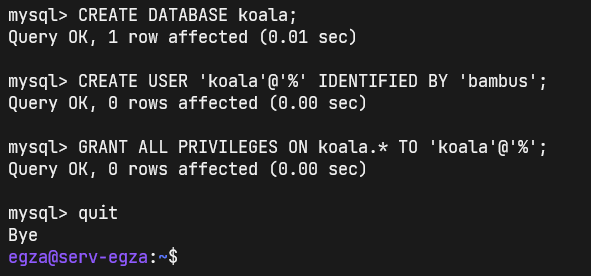 mysql> CREATE DATABASE koala;
Query OK, 1 row affected (0.01 sec)
mysql> CREATE USER 'koala'@'%' IDENTIFIED BY 'bambus';
Query OK, 0 rows affected (0.00 sec)
mysql> GRANT ALL PRIVILEGES ON koala.* TO 'koala'@'%';
Query OK, 0 rows affected (0.00 sec)
mysql> quit
Bye
egza@serv-egza:~$